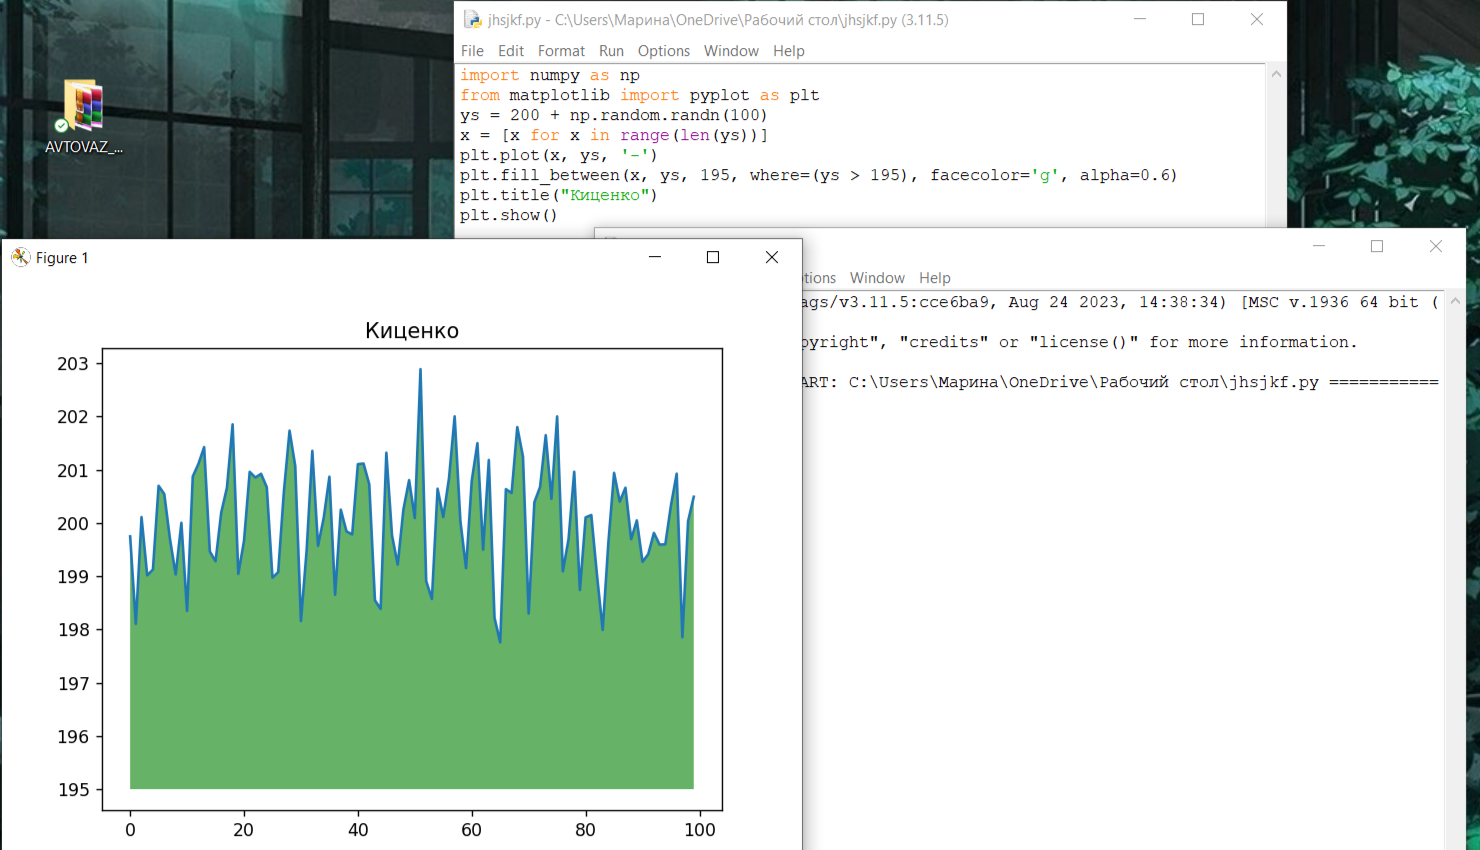 AVTOVAZ_...
jhsjkf.py - C:\Users\Марина\OneDrive\Рабочий стол\jhsjkf.py (3.11.5)
File Edit Format Run Options Window Help
import numpy as np
from matplotlib import pyplot as plt
ys = 200 + np.random.randn(100)
x = [x for x in range(len(ys))]
plt.plot(x, ys, '-')
plt.fill_between(x, ys, 195, where=(ys > 195), facecolor='g', alpha=0.6)
plt.title("Киценко")
plt.show()
Window Help
ags/v3.11.5:cce6ba9, Aug 24 2023, 14:38:34) [MSC v.1936 64 bit (
pyright", "credits" or "license()" for more information.
ART: C:\Users\Марина\OneDrive\Рабочий стол\jhsjkf.py ===========
Figure 1
Киценко
203
202
201
200
199
198
197
196
195
0 20 40 60 80 100